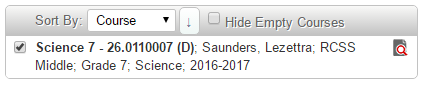 Sort By: Course ↓ Hide Empty Courses
Science 7 - 26.0110007 (D); Saunders, Lezettra; RCSS
Middle; Grade 7; Science; 2016-2017